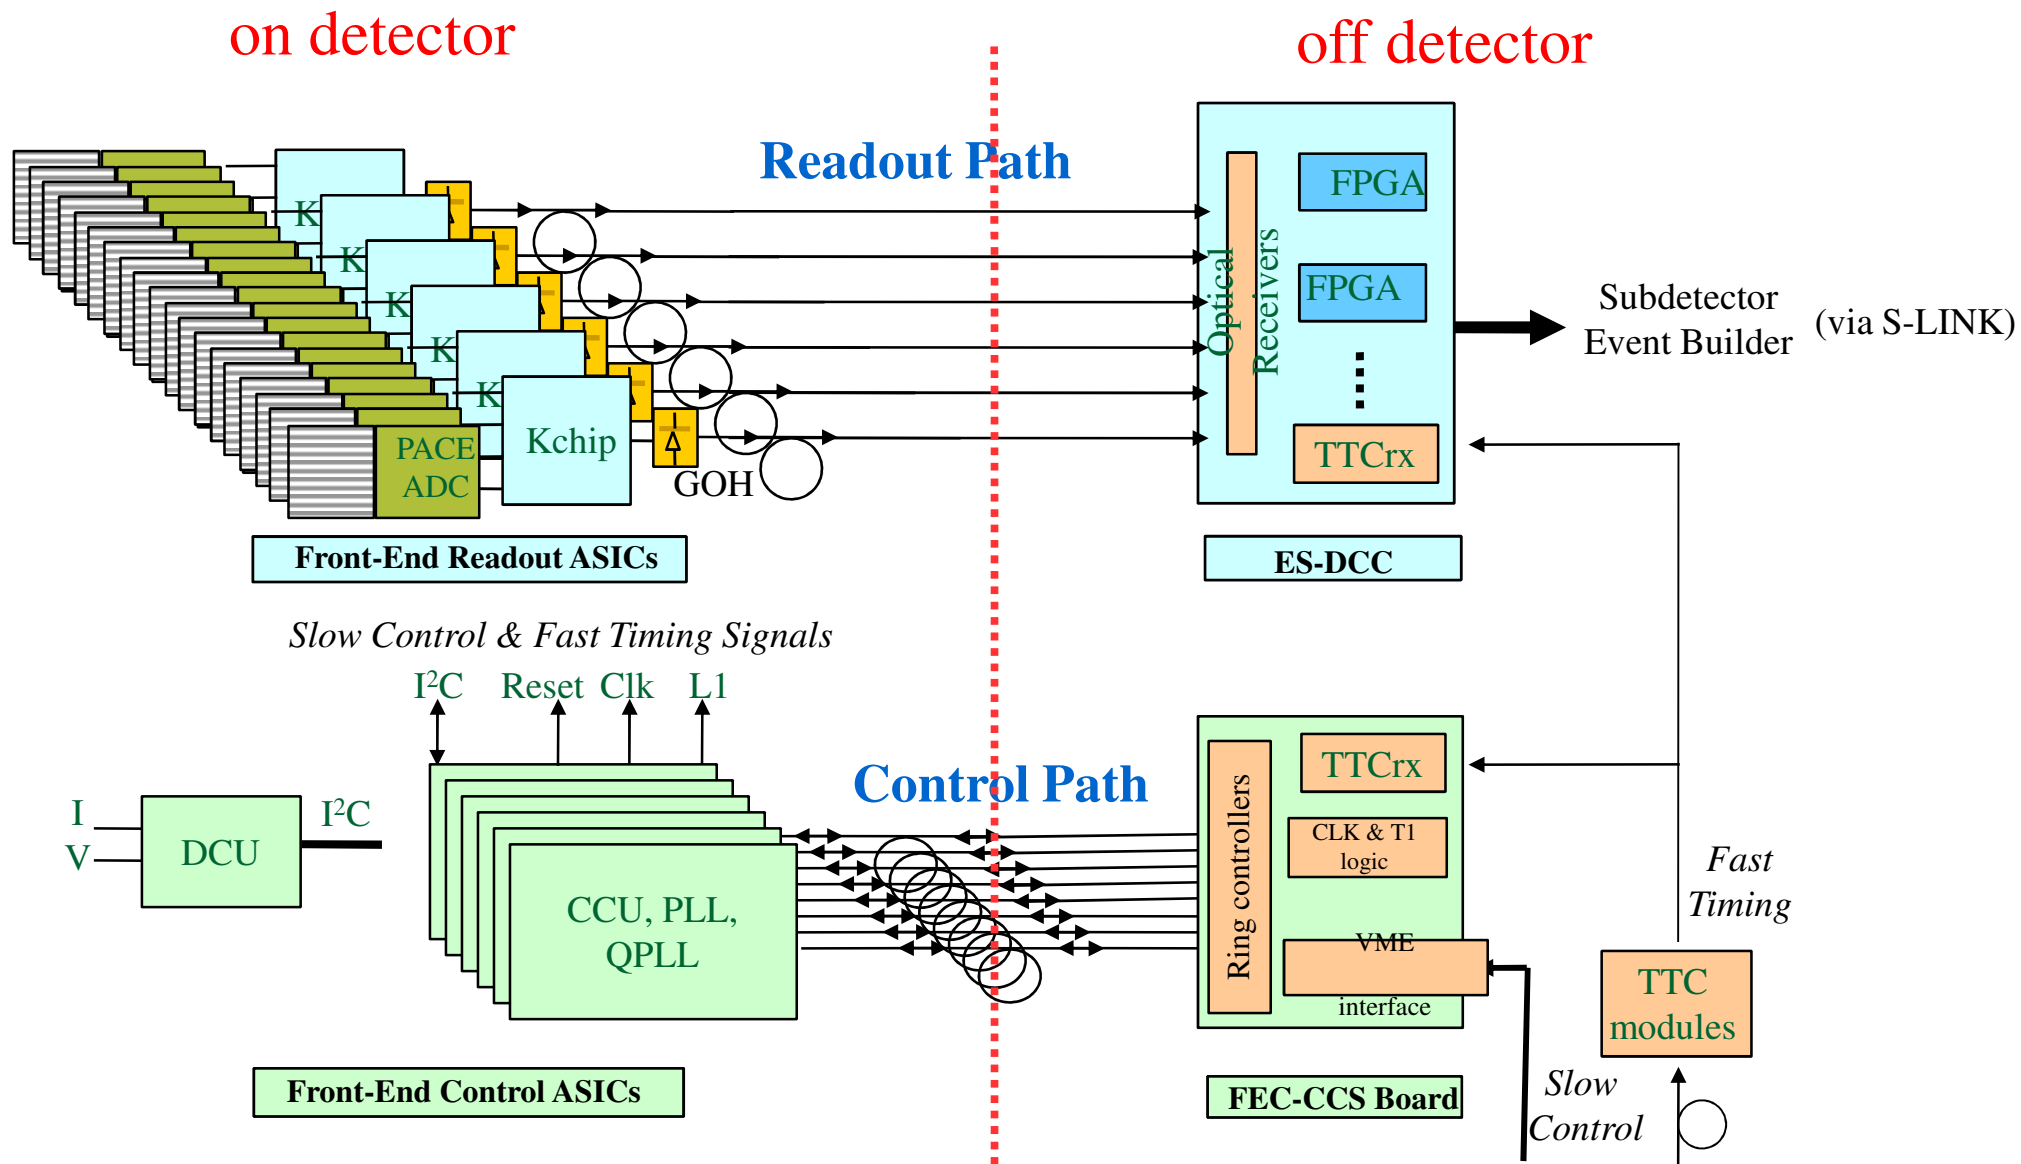 on detector
off detector
Readout Path
K
K
K
K
K
Kchip
PACE
ADC
GOH
Optical
Receivers
FPGA
FPGA
TTCrx
Subdetector
Event Builder
(via S-LINK)
Front-End Readout ASICs
ES-DCC
Slow Control & Fast Timing Signals
I²C
Reset
Clk
L1
Control Path
I
V
DCU
I²C
CCU, PLL,
QPLL
Ring controllers
TTCrx
CLK & T1
logic
VME
interface
Fast
Timing
TTC
modules
Slow
Control
Front-End Control ASICs
FEC-CCS Board